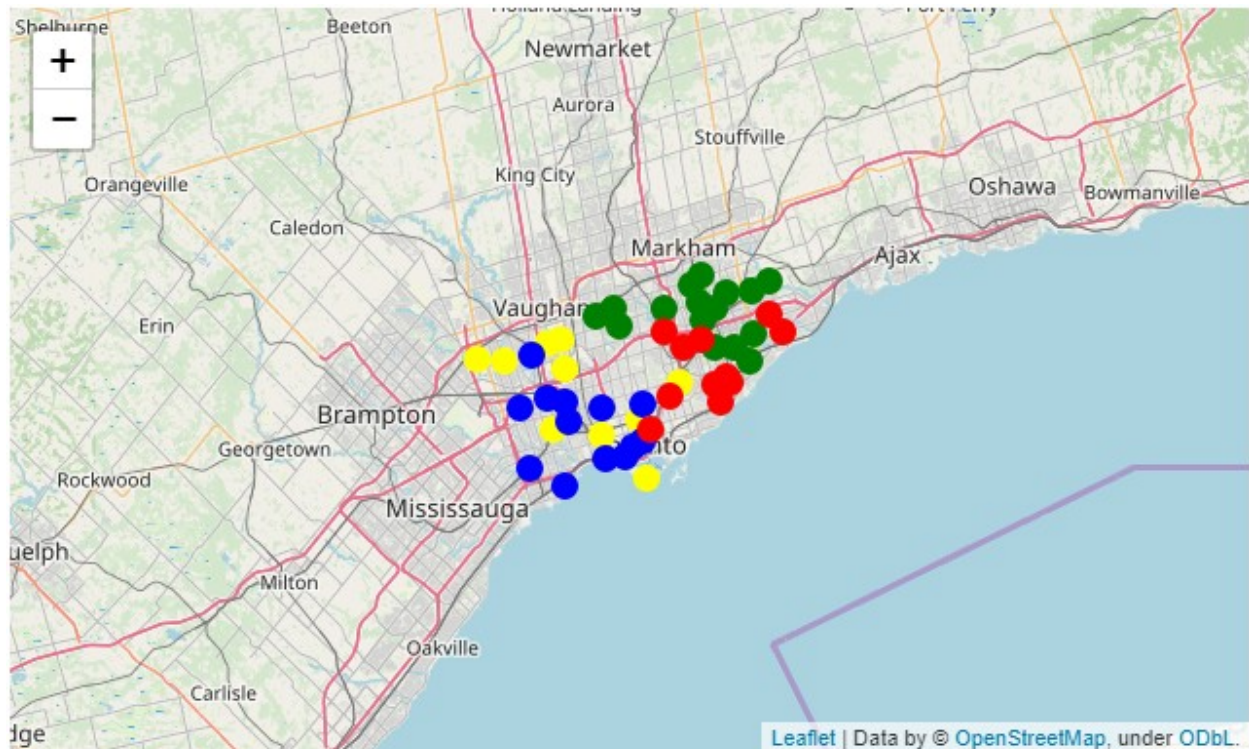 Shelburne
Beeton
Newmarket
+
−
Aurora
Stouffville
King City
Orangeville
Oshawa
Bowmanville
Caledon
Markham
Ajax
Vaughan
Erin
Brampton
Georgetown
Rockwood
Mississauga
Milton
Oakville
Carlisle
Leaflet | Data by © OpenStreetMap, under ODbL.